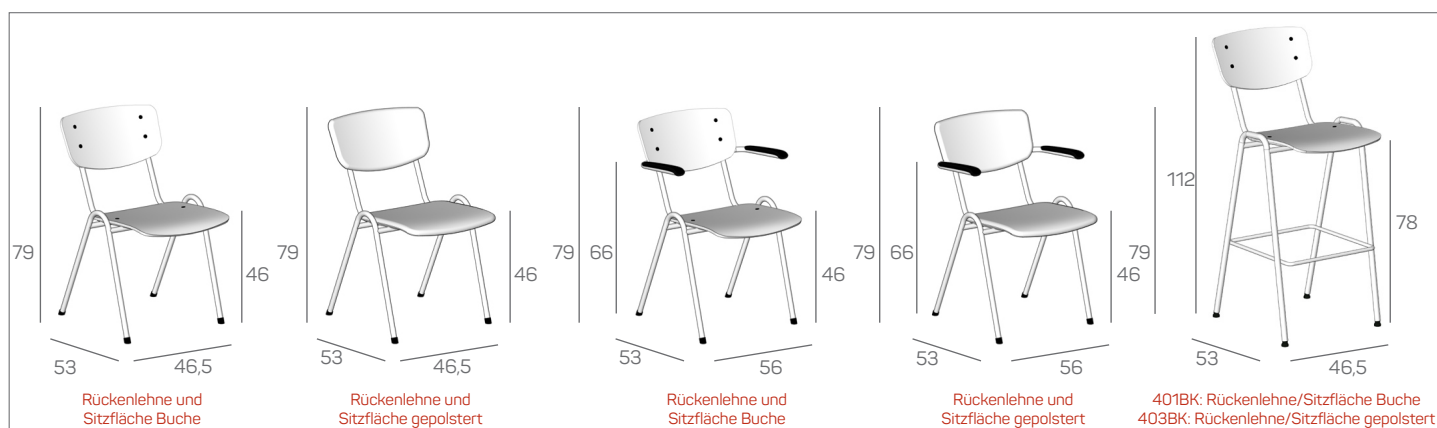 79
46
53
46,5
Rückenlehne und
Sitzfläche Buche
79
46
53
46,5
Rückenlehne und
Sitzfläche gepolstert
79
66
46
53
56
Rückenlehne und
Sitzfläche Buche
79
66
46
53
56
Rückenlehne und
Sitzfläche gepolstert
79
112
78
53
46,5
401BK: Rückenlehne/Sitzfläche Buche
403BK: Rückenlehne/Sitzfläche gepolstert